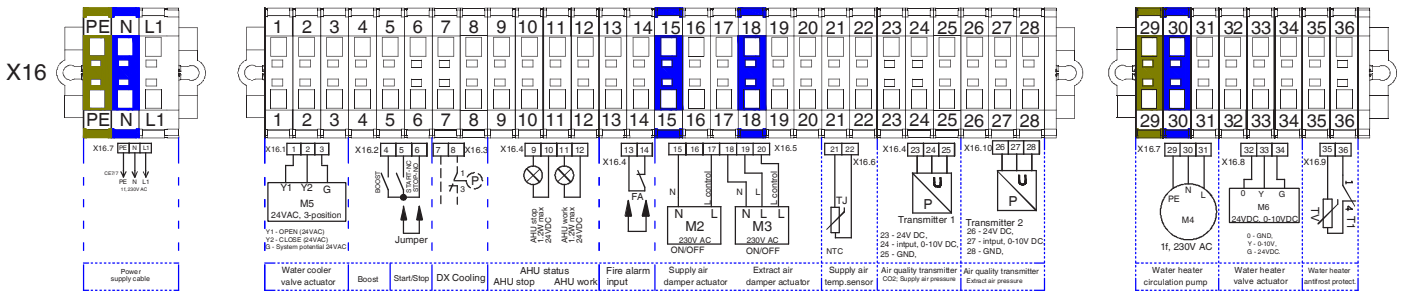 X16
PE N L1
PE N L1
X16.7 PE N L1
CE7/7
PE N L1
1f, 230V AC
Power
supply cable
1 2 3 4 5 6 7 8 9 10 11 12 13 14 15 16 17 18 19 20 21 22 23 24 25 26 27 28
1 2 3 4 5 6 7 8 9 10 11 12 13 14 15 16 17 18 19 20 21 22 23 24 25 26 27 28
X16.1 1 2 3
Y1 Y2 G
M5
24VAC, 3-position
Y1 - OPEN (24VAC)
Y2 - CLOSE (24VAC)
G - System potential 24VAC
Water cooler
valve actuator
X16.2 4 5 6
BOOST
START-NC
STOP-NO
Jumper
Boost
Start/Stop
7 8 X16.3
1
3
P
DX Cooling
X16.4 9 10 11 12
AHU stop
1,2W max
24VDC
AHU work
1,2W max
24VDC
AHU status
AHU stop AHU work
13 14
X16.4
FA
Fire alarm
input
15 16 17 18 19 20 X16.5
N
L control
N L
M2
230V AC
ON/OFF
Supply air
damper actuator
N
L
L control
N L L
M3
230V AC
ON/OFF
Extract air
damper actuator
21 22
X16.6
TJ
NTC
Supply air
temp.sensor
X16.4 23 24 25
U
P
Transmitter 1
23 - 24V DC,
24 - intput, 0-10V DC,
25 - GND,
Air quality transmitter
CO2; Supply air pressure
X16.10 26 27 28
U
P
Transmitter 2
26 - 24V DC,
27 - intput, 0-10V DC,
28 - GND,
Air quality transmitter
Extract air pressure
29 30 31 32 33 34 35 36
29 30 31 32 33 34 35 36
X16.7 29 30 31
PE N L
M4
1f, 230V AC
Water heater
circulation pump
32 33 34
X16.8
0 Y G
M6
24VDC, 0-10VDC
0 - GND,
Y - 0-10V,
G - 24VDC.
Water heater
valve actuator
35 36
X16.9
TV
1
4
T1
Water heater
antifrost protect.